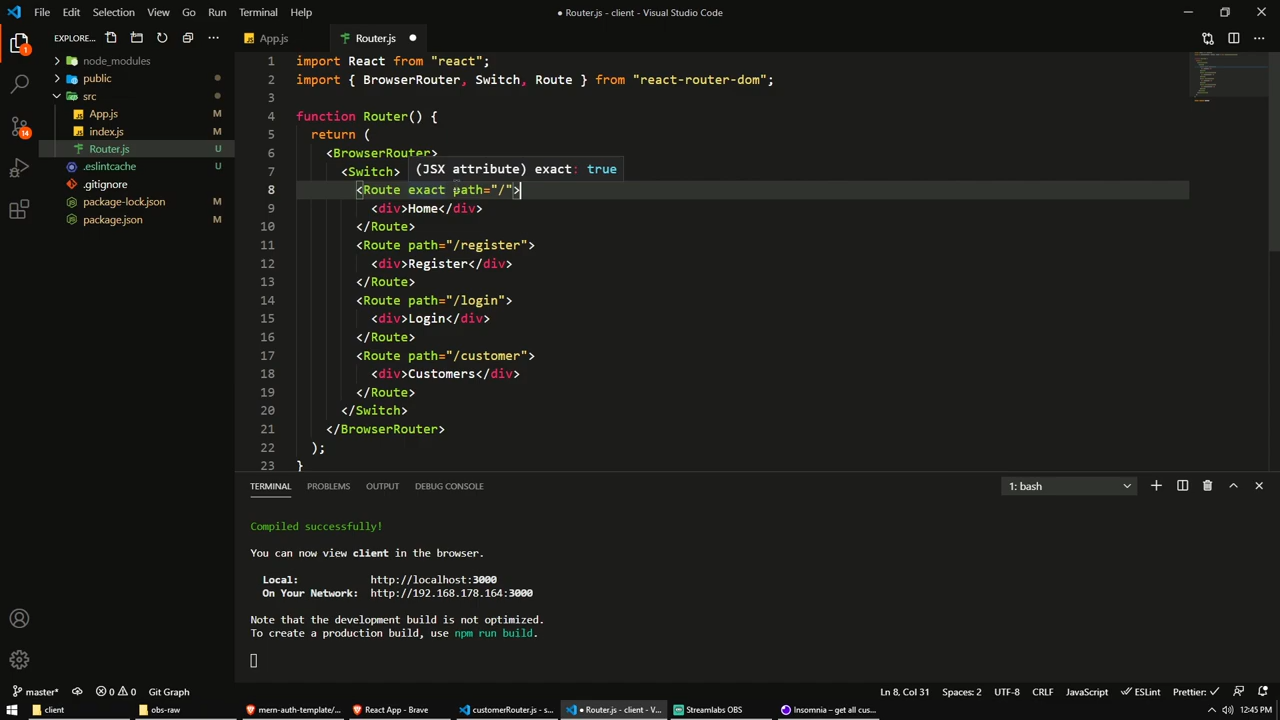 File Edit Selection View Go Run Terminal Help
● Router.js - client - Visual Studio Code
EXPLORE...
App.js
Router.js
node_modules
public
src
App.js M
index.js M
Router.js U
.eslintcache U
.gitignore
package-lock.json M
package.json M
1
14
1 import React from "react";
2 import { BrowserRouter, Switch, Route } from "react-router-dom";
3
4 function Router() {
5 return (
6 <BrowserRouter>
7 <Switch>
(JSX attribute) exact: true
8 <Route exact path="/">
9 <div>Home</div>
10 </Route>
11 <Route path="/register">
12 <div>Register</div>
13 </Route>
14 <Route path="/login">
15 <div>Login</div>
16 </Route>
17 <Route path="/customer">
18 <div>Customers</div>
19 </Route>
20 </Switch>
21 </BrowserRouter>
22 );
23 }
TERMINAL PROBLEMS OUTPUT DEBUG CONSOLE
1: bash
Compiled successfully!
You can now view client in the browser.
Local: http://localhost:3000
On Your Network: http://192.168.178.164:3000
Note that the development build is not optimized.
To create a production build, use npm run build.
master* 0 0 Git Graph
Ln 8, Col 31 Spaces: 2 UTF-8 CRLF JavaScript ESLint Prettier: ✓
client
obs-raw
mern-auth-template/...
React App - Brave
customerRouter.js - s...
● Router.js - client - V...
Streamlabs OBS
Insomnia – get all cus...
12:45 PM